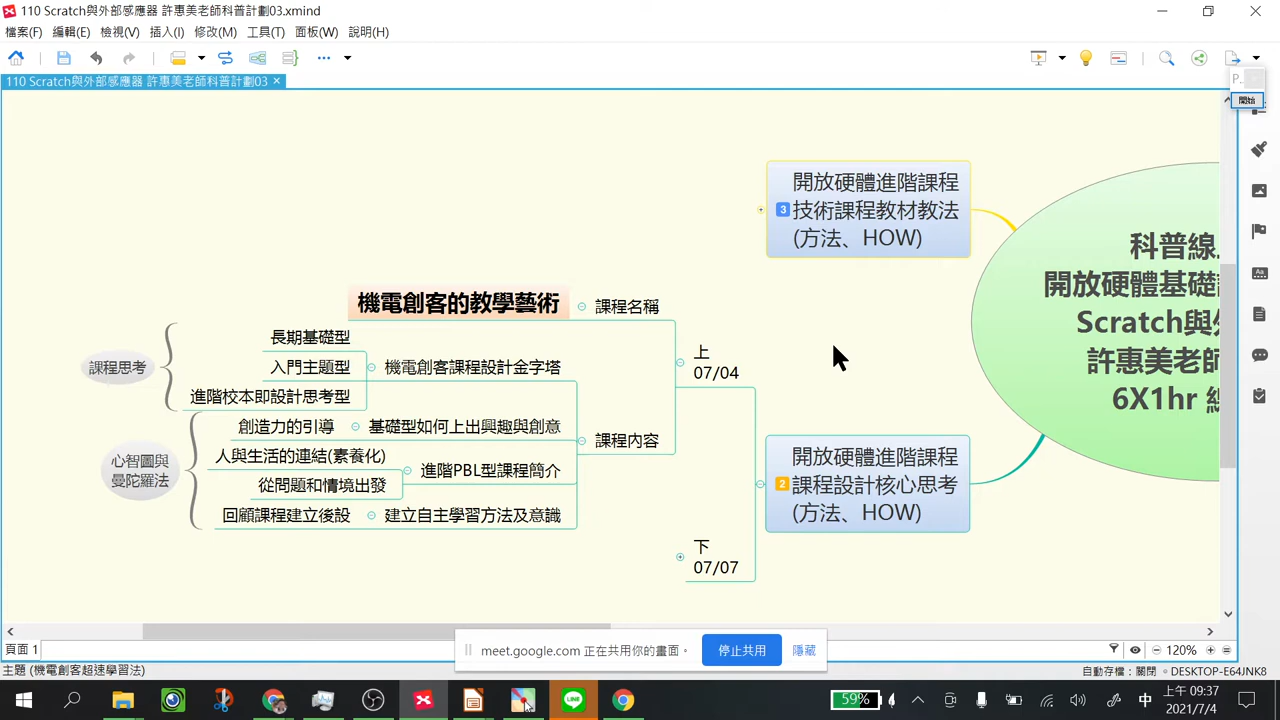 110 Scratch與外部感應器 許惠美老師科普計劃03.xmind
檔案(F) 編輯(E) 檢視(V) 插入(I) 修改(M) 工具(T) 面板(W) 說明(H)
110 Scratch與外部感應器 許惠美老師科普計劃03
P..
開始
開放硬體進階課程
3 技術課程教材教法
(方法、HOW)
科普線
開放硬體基礎
Scratch與
許惠美老師
6X1hr
機電創客的教學藝術
課程名稱
長期基礎型
入門主題型
進階校本即設計思考型
課程思考
機電創客課程設計金字塔
上
07/04
創造力的引導
基礎型如何上出興趣與創意
課程內容
人與生活的連結(素養化)
從問題和情境出發
進階PBL型課程簡介
心智圖與
曼陀羅法
回顧課程建立後設
建立自主學習方法及意識
開放硬體進階課程
2 課程設計核心思考
(方法、HOW)
下
07/07
meet.google.com 正在共用你的畫面。
停止共用
隱藏
頁面 1
120%
主題 (機電創客超速學習法)
自動存檔：關閉
DESKTOP-E64JNK8
59%
中
上午 09:37
2021/7/4